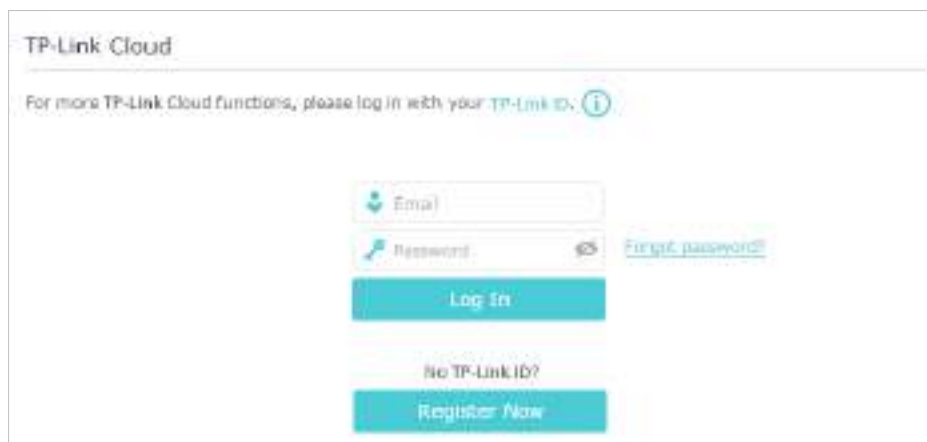 TP-Link Cloud
For more TP-Link Cloud functions, please log in with your TP-Link ID.
Email
Password
Forgot password?
Log In
No TP-Link ID?
Register Now